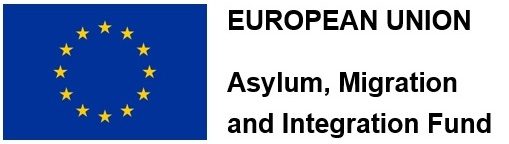 EUROPEAN UNION
Asylum, Migration
and Integration Fund